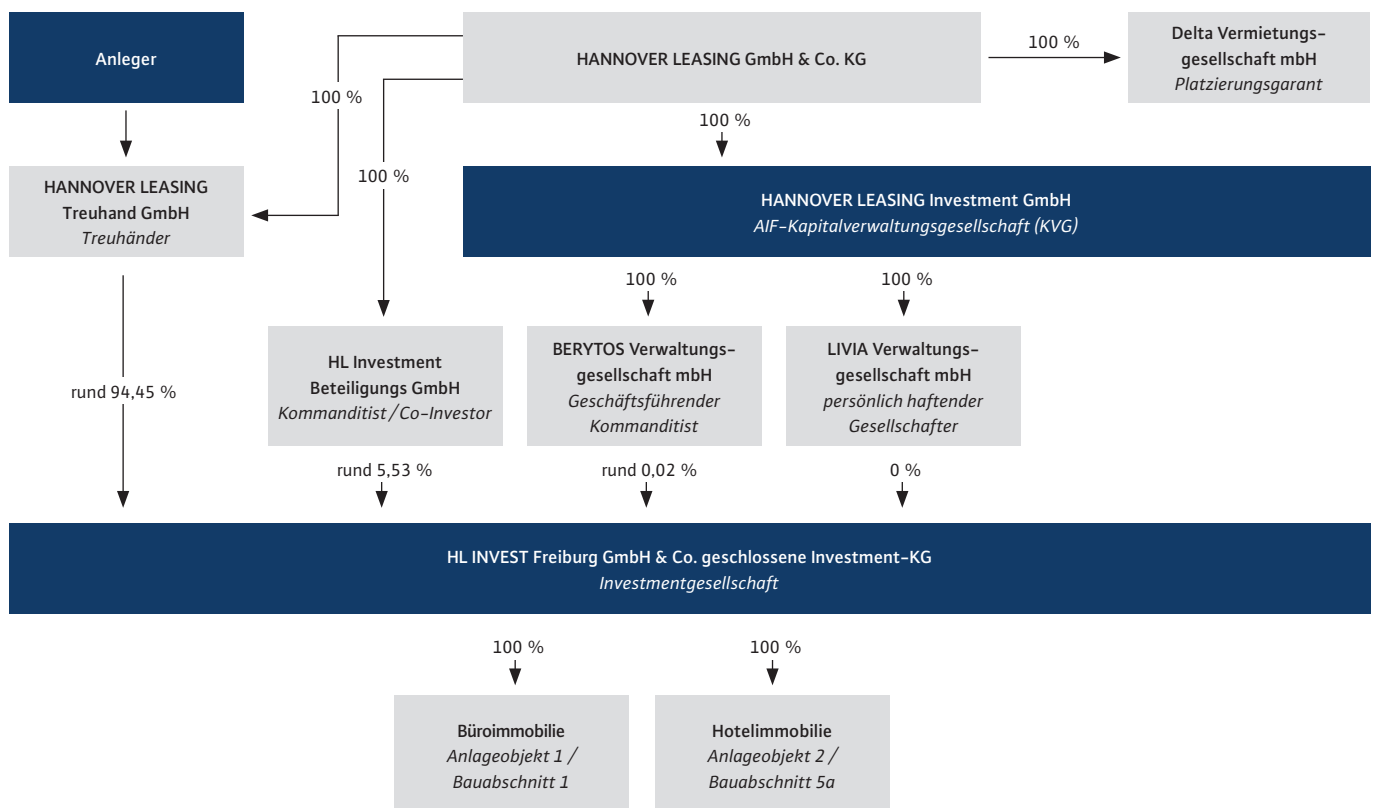 Anleger
HANNOVER LEASING GmbH & Co. KG
100 %
Delta Vermietungs-
gesellschaft mbH
Platzierungsgarant
100 %
100 %
100 %
HANNOVER LEASING
Treuhand GmbH
Treuhänder
HANNOVER LEASING Investment GmbH
AIF-Kapitalverwaltungsgesellschaft (KVG)
100 %
100 %
rund 94,45 %
HL Investment
Beteiligungs GmbH
Kommanditist / Co-Investor
BERYTOS Verwaltungs-
gesellschaft mbH
Geschäftsführender
Kommanditist
LIVIA Verwaltungs-
gesellschaft mbH
persönlich haftender
Gesellschafter
rund 5,53 %
rund 0,02 %
0 %
HL INVEST Freiburg GmbH & Co. geschlossene Investment-KG
Investmentgesellschaft
100 %
100 %
Büroimmobilie
Anlageobjekt 1 /
Bauabschnitt 1
Hotelimmobilie
Anlageobjekt 2 /
Bauabschnitt 5a